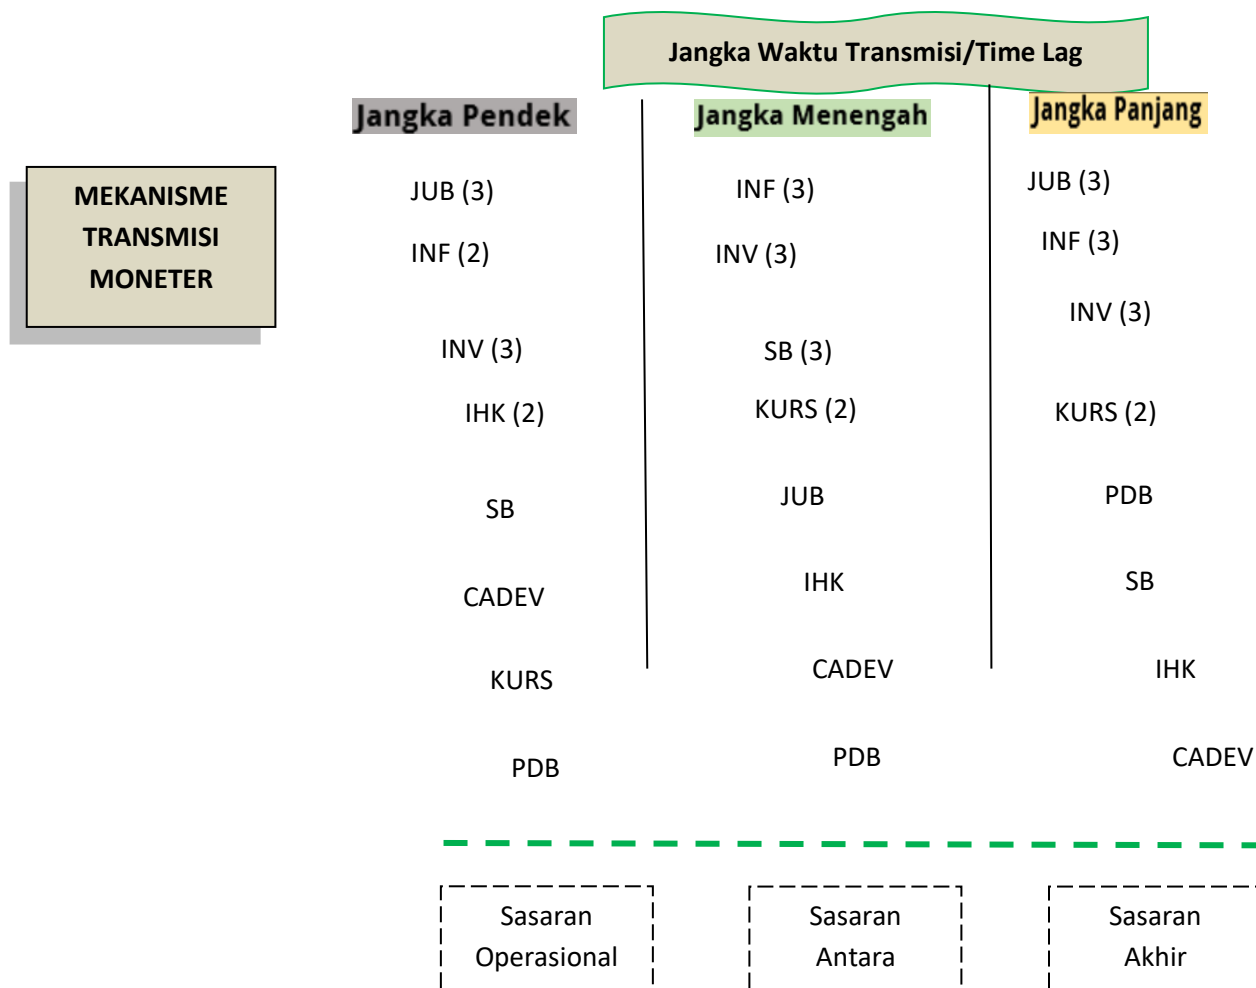 Jangka Waktu Transmisi/Time Lag
Jangka Pendek
Jangka Menengah
Jangka Panjang
MEKANISME
TRANSMISI
MONETER
JUB (3)
INF (2)
INV (3)
IHK (2)
SB
CADEV
KURS
PDB
INF (3)
INV (3)
SB (3)
KURS (2)
JUB
IHK
CADEV
PDB
JUB (3)
INF (3)
INV (3)
KURS (2)
PDB
SB
IHK
CADEV
Sasaran
Operasional
Sasaran
Antara
Sasaran
Akhir